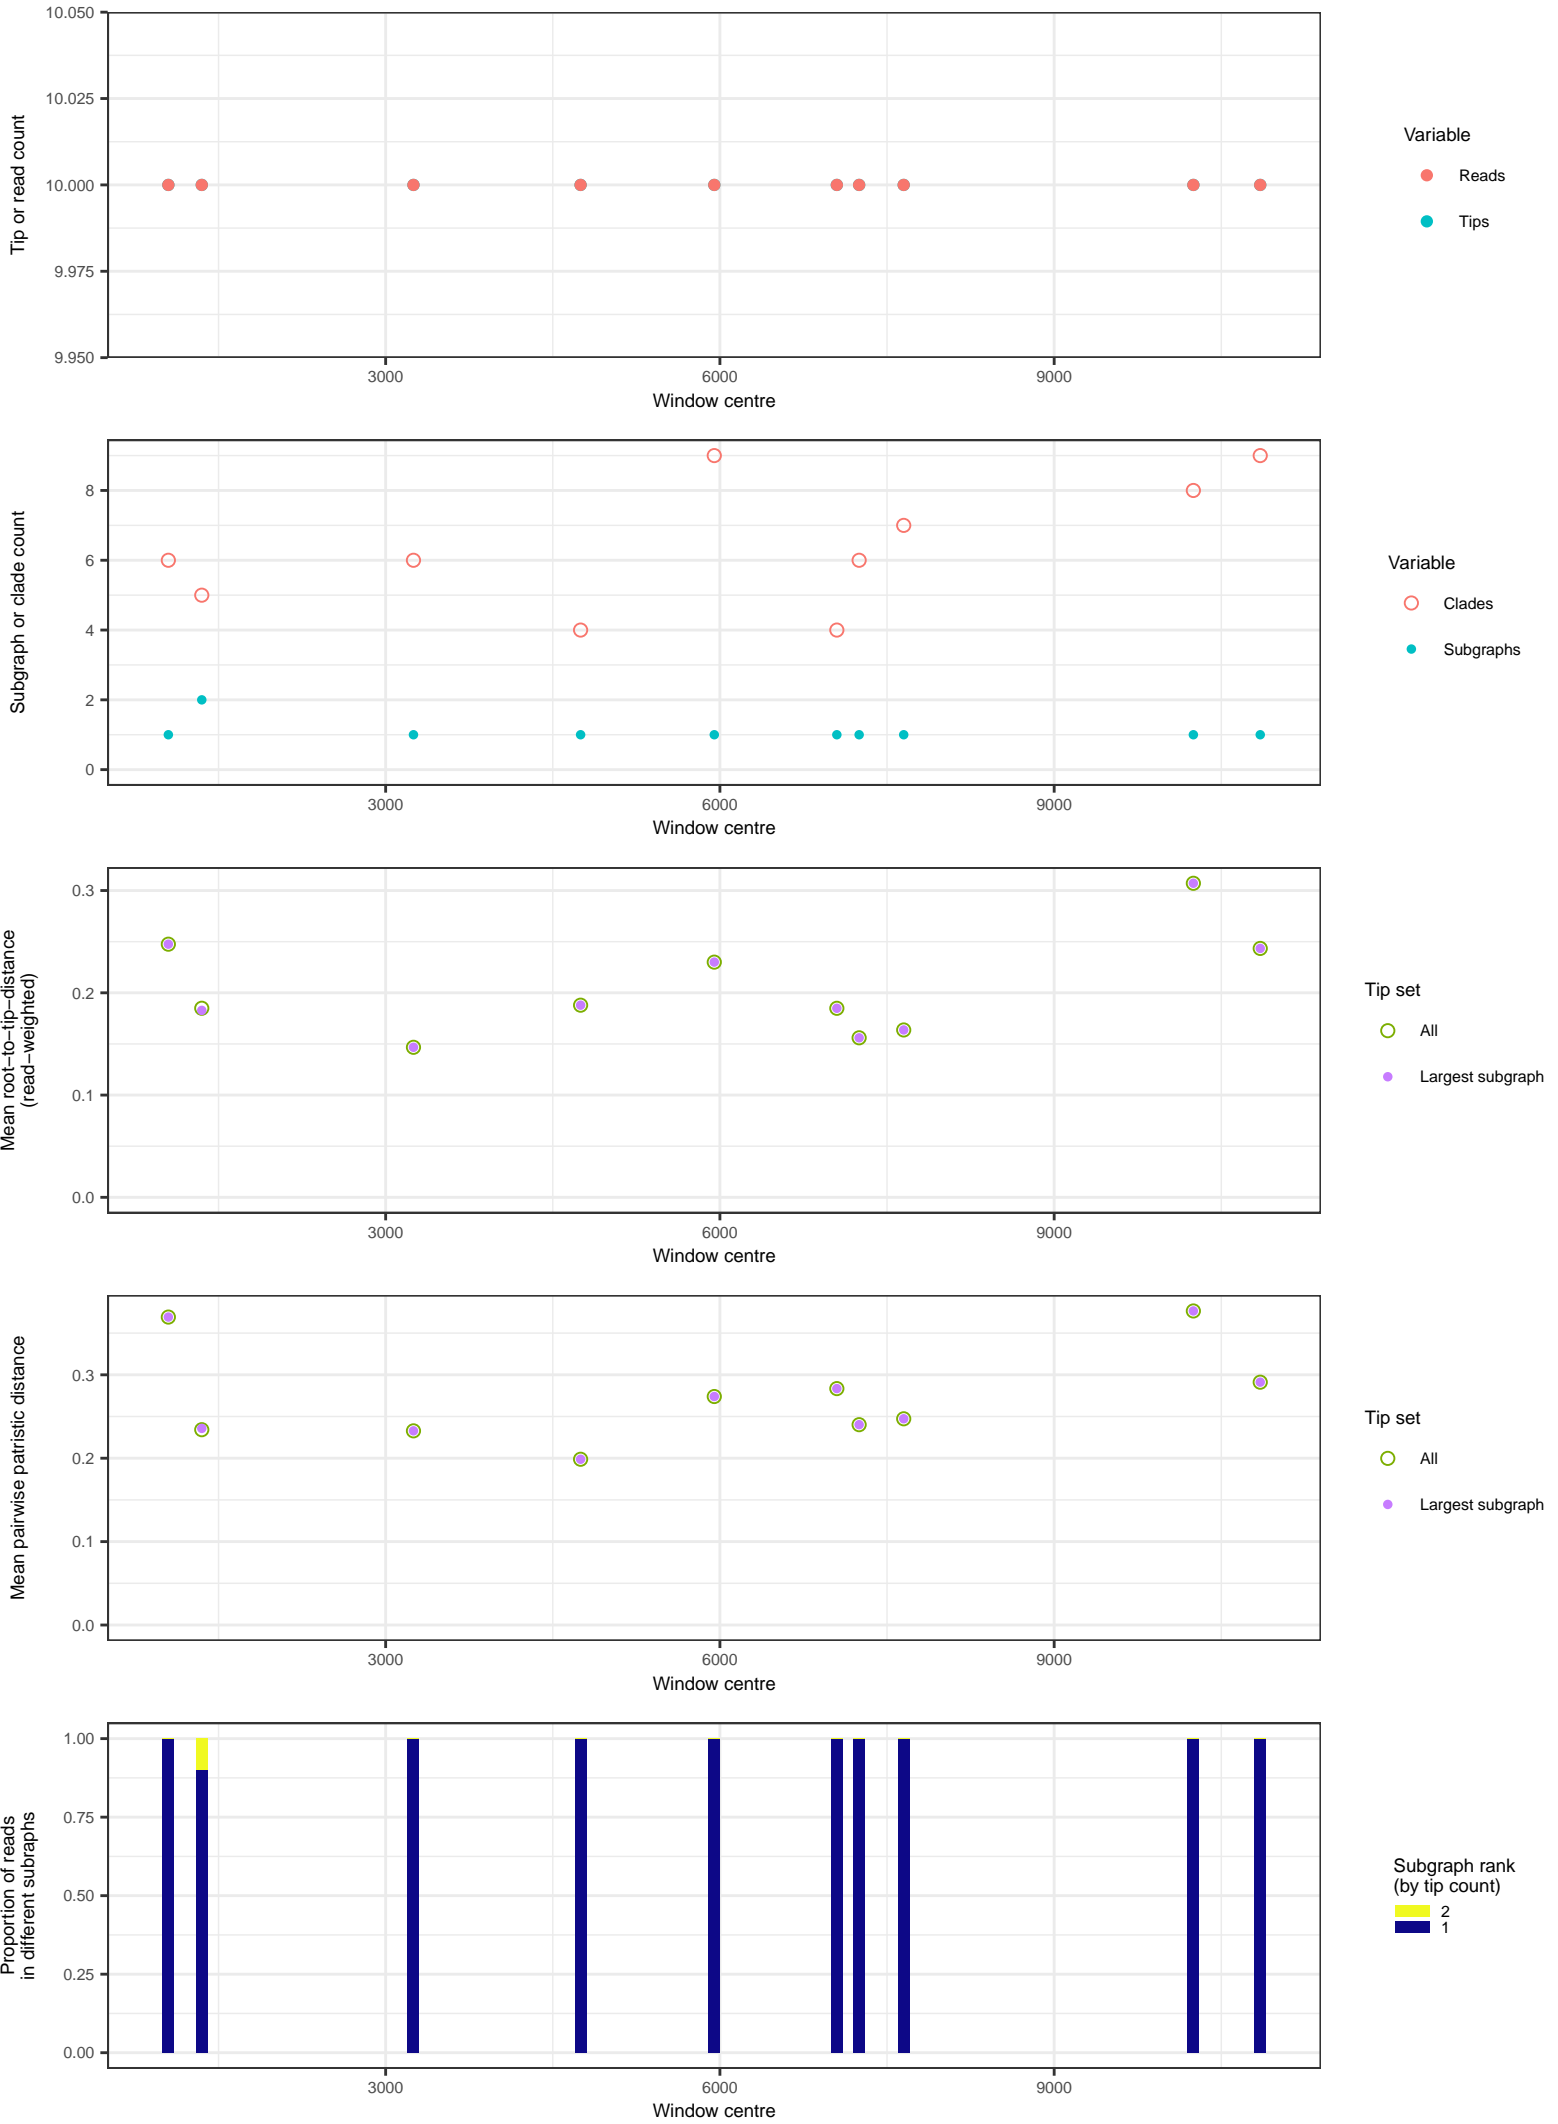 10.050
10.025
10.000
9.975
9.950
Tip or read count
3000 6000 9000
Window centre
Variable
Reads
Tips
8
6
4
2
0
Subgraph or clade count
3000 6000 9000
Window centre
Variable
Clades
Subgraphs
0.3
0.2
0.1
0.0
Mean root−to−tip−distance
(read−weighted)
3000 6000 9000
Window centre
Tip set
All
Largest subgraph
0.3
0.2
0.1
0.0
Mean pairwise patristic distance
3000 6000 9000
Window centre
Tip set
All
Largest subgraph
1.00
0.75
0.50
0.25
0.00
Proportion of reads
in different subraphs
3000 6000 9000
Window centre
Subgraph rank
(by tip count)
2
1